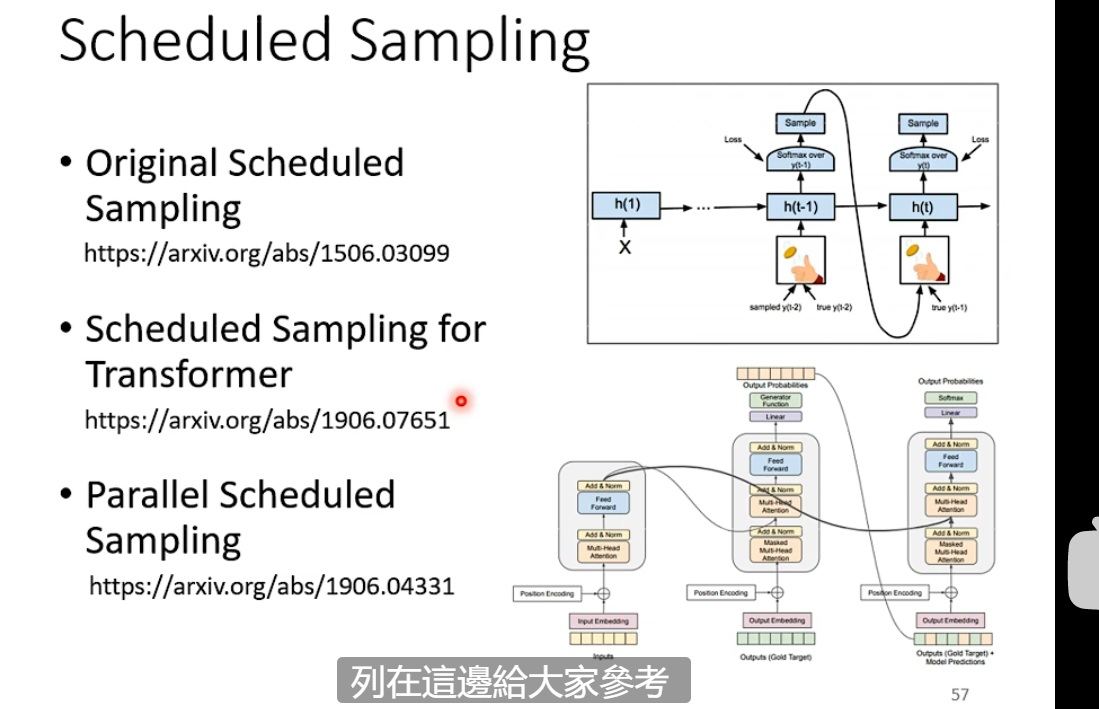 Scheduled Sampling
• Original Scheduled
Sampling
https://arxiv.org/abs/1506.03099
• Scheduled Sampling for
Transformer
https://arxiv.org/abs/1906.07651
• Parallel Scheduled
Sampling
https://arxiv.org/abs/1906.04331
Sample
Sample
Loss
Loss
Softmax over
y(t-1)
Softmax over
y(t)
h(1)
...
h(t-1)
h(t)
X
sampled y(t-2)
true y(t-2)
true y(t-1)
Output Probabilities
Generator
Function
Linear
Add & Norm
Feed
Forward
Add & Norm
Multi-Head
Attention
Add & Norm
Masked
Multi-Head
Attention
Position Encoding
Output Embedding
Outputs (Gold Target)
Output Probabilities
Softmax
Linear
Add & Norm
Feed
Forward
Add & Norm
Multi-Head
Attention
Add & Norm
Masked
Multi-Head
Attention
Position Encoding
Output Embedding
Outputs (Gold Target) +
Model Predictions
Add & Norm
Feed
Forward
Add & Norm
Multi-Head
Attention
Position Encoding
Input Embedding
Inputs
列在這邊給大家參考
57